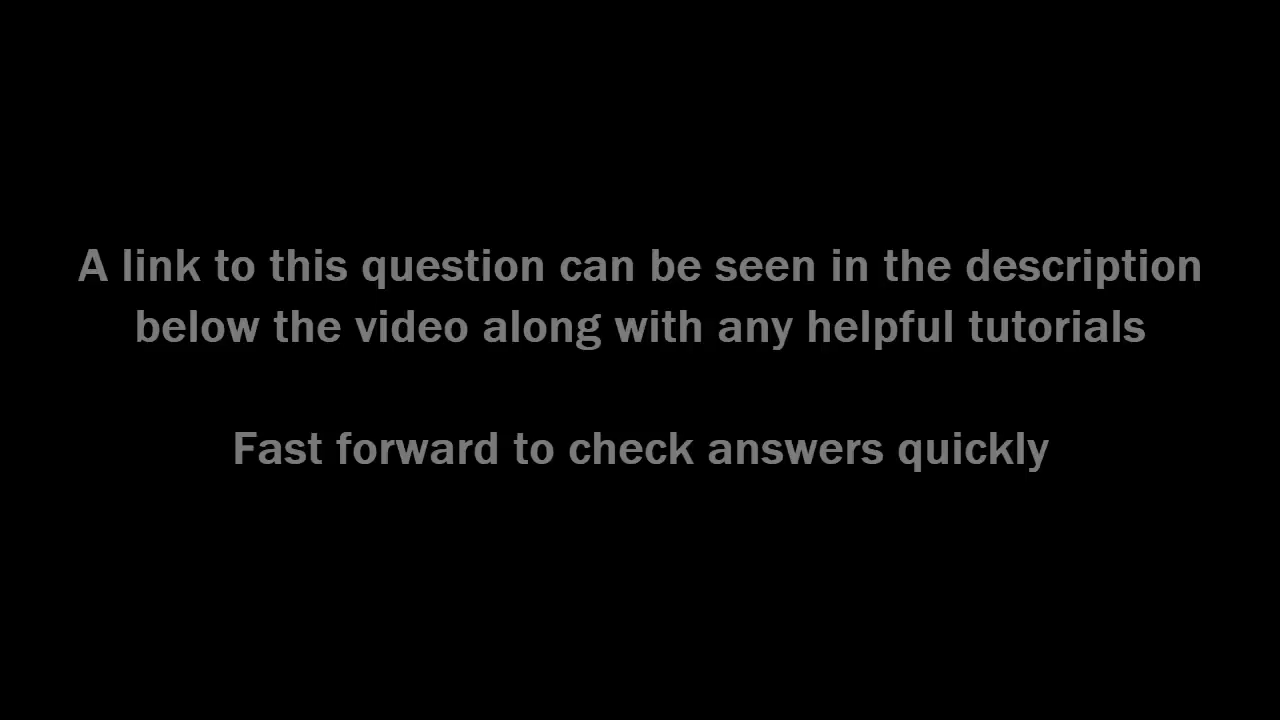 A link to this question can be seen in the description
below the video along with any helpful tutorials
Fast forward to check answers quickly